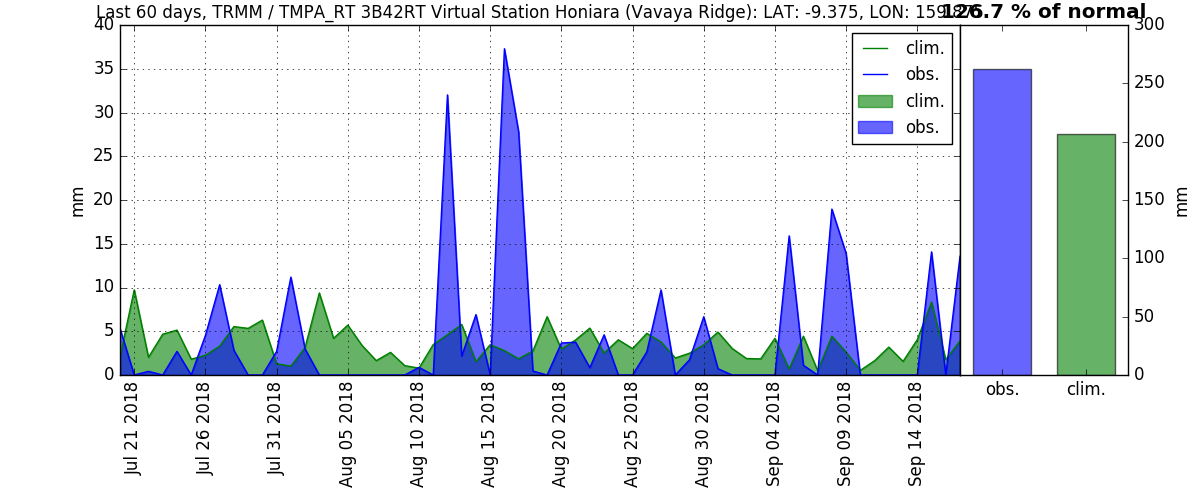 Last 60 days, TRMM / TMPA_RT 3B42RT Virtual Station Honiara (Vavaya Ridge): LAT: -9.375, LON:
126.7 % of normal
40
35
30
25
20
15
10
5
0
mm
clim.
obs.
clim.
obs.
Jul 21 2018
Jul 26 2018
Jul 31 2018
Aug 05 2018
Aug 10 2018
Aug 15 2018
Aug 20 2018
Aug 25 2018
Aug 30 2018
Sep 04 2018
Sep 09 2018
Sep 14 2018
300
250
200
150
100
50
0
mm
obs.
clim.